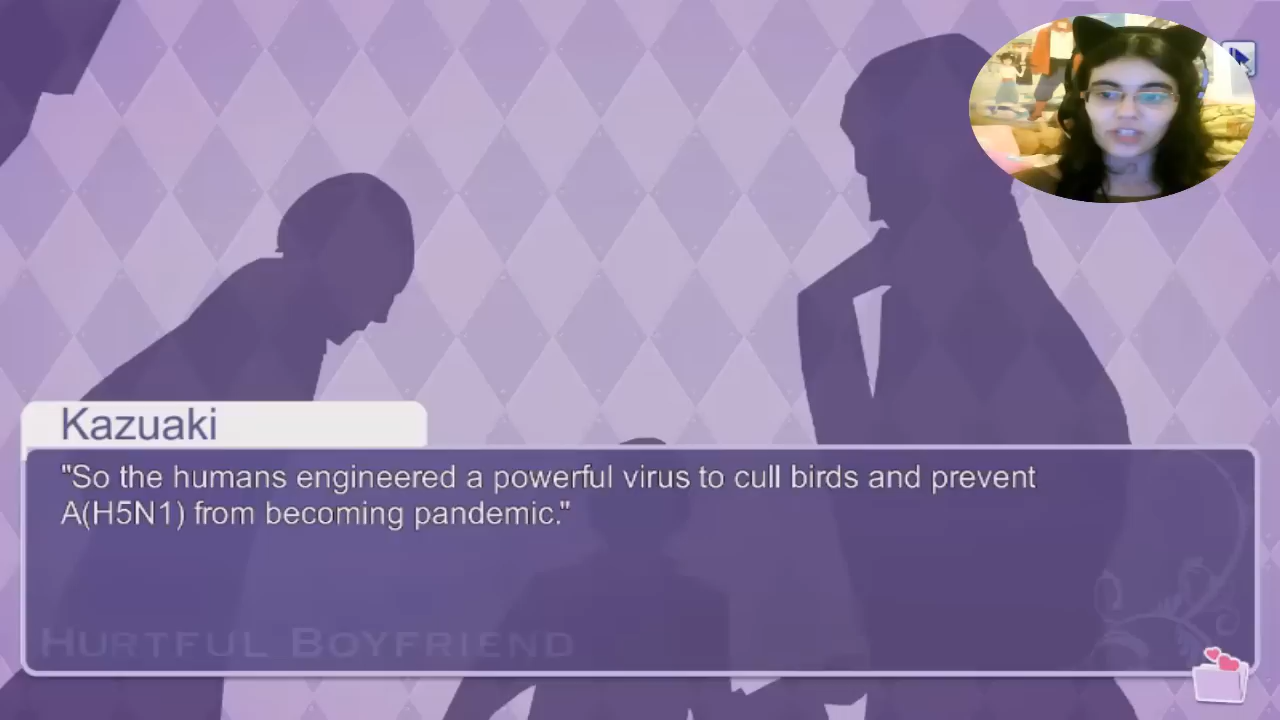 Kazuaki
"So the humans engineered a powerful virus to cull birds and prevent
A(H5N1) from becoming pandemic."
HURTFUL BOYFRIEND